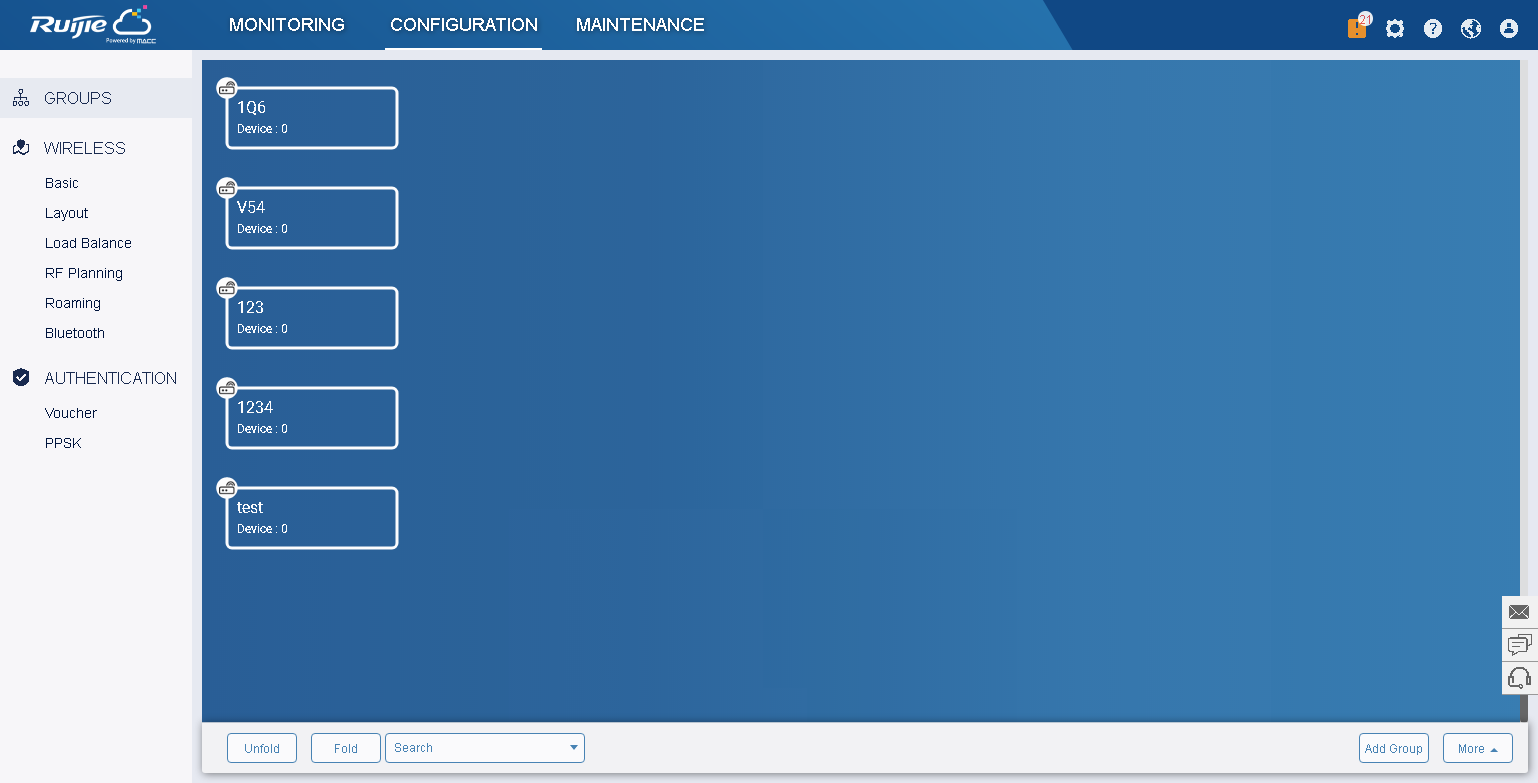 Ruijie
Powered by MACC
MONITORING
CONFIGURATION
MAINTENANCE
21
GROUPS
WIRELESS
Basic
Layout
Load Balance
RF Planning
Roaming
Bluetooth
AUTHENTICATION
Voucher
PPSK
1Q6
Device : 0
V54
Device : 0
123
Device : 0
1234
Device : 0
test
Device : 0
Unfold
Fold
Search
Add Group
More